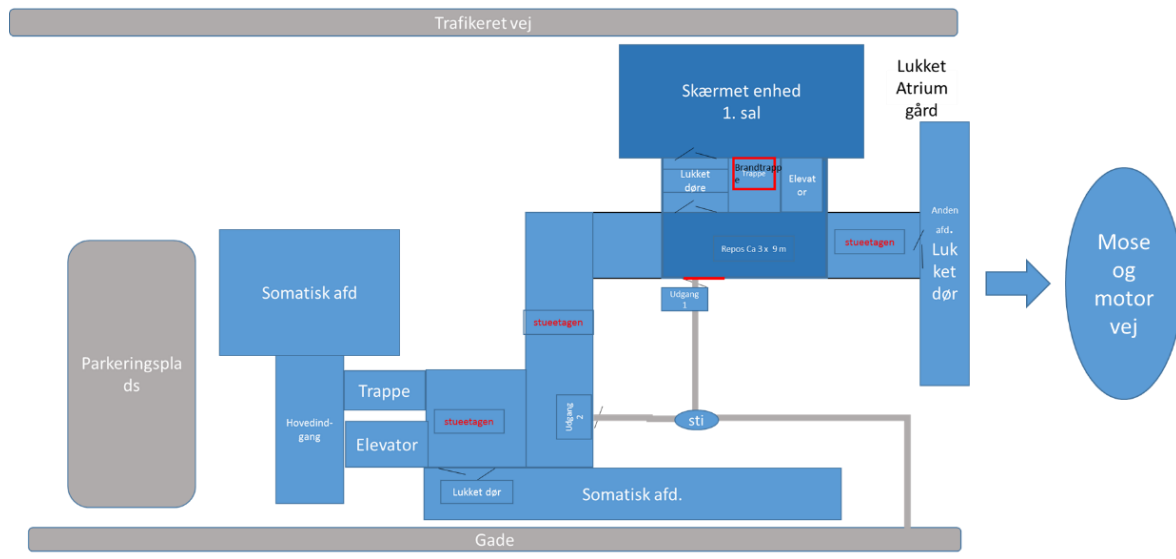 Trafikeret vej
Skærmet enhed
1. sal
Lukket
Atrium
gård
Lukket
døre
Brandtrapp
e
Trappe
Elevat
or
Repos Ca 3 x 9 m
stueetagen
Anden
afd.
Luk
ket
dør
Mose
og
motor
vej
Somatisk afd
Udgang
1
Parkeringspla
ds
stueetagen
Trappe
Hovedind-
gang
stueetagen
Udgang
2
sti
Elevator
Lukket dør
Somatisk afd.
Gade